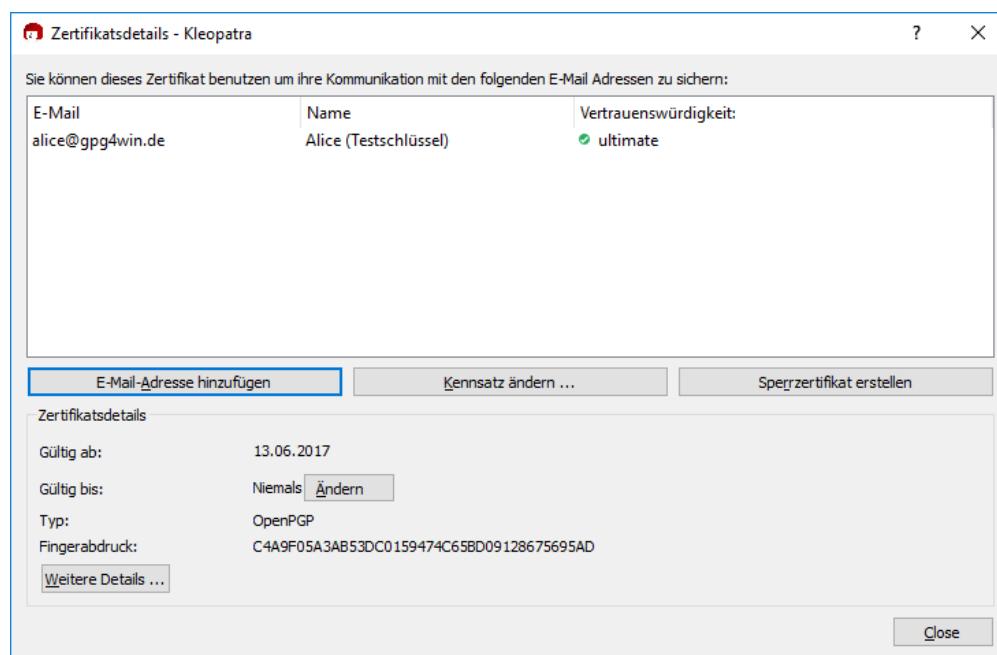 Zertifikatsdetails - Kleopatra ?
Sie können dieses Zertifikat benutzen um ihre Kommunikation mit den folgenden E-Mail Adressen zu sichern:
E-Mail Name Vertrauenswürdigkeit:
alice@gpg4win.de Alice (Testschlüssel) ultimate
E-Mail-Adresse hinzufügen Kennsatz ändern ... Sperrzertifikat erstellen
Zertifikatsdetails
Gültig ab: 13.06.2017
Gültig bis: Niemals Ändern
Typ: OpenPGP
Fingerabdruck: C4A9F05A3AB53DC0159474C65BD09128675695AD
Weitere Details ...
Close